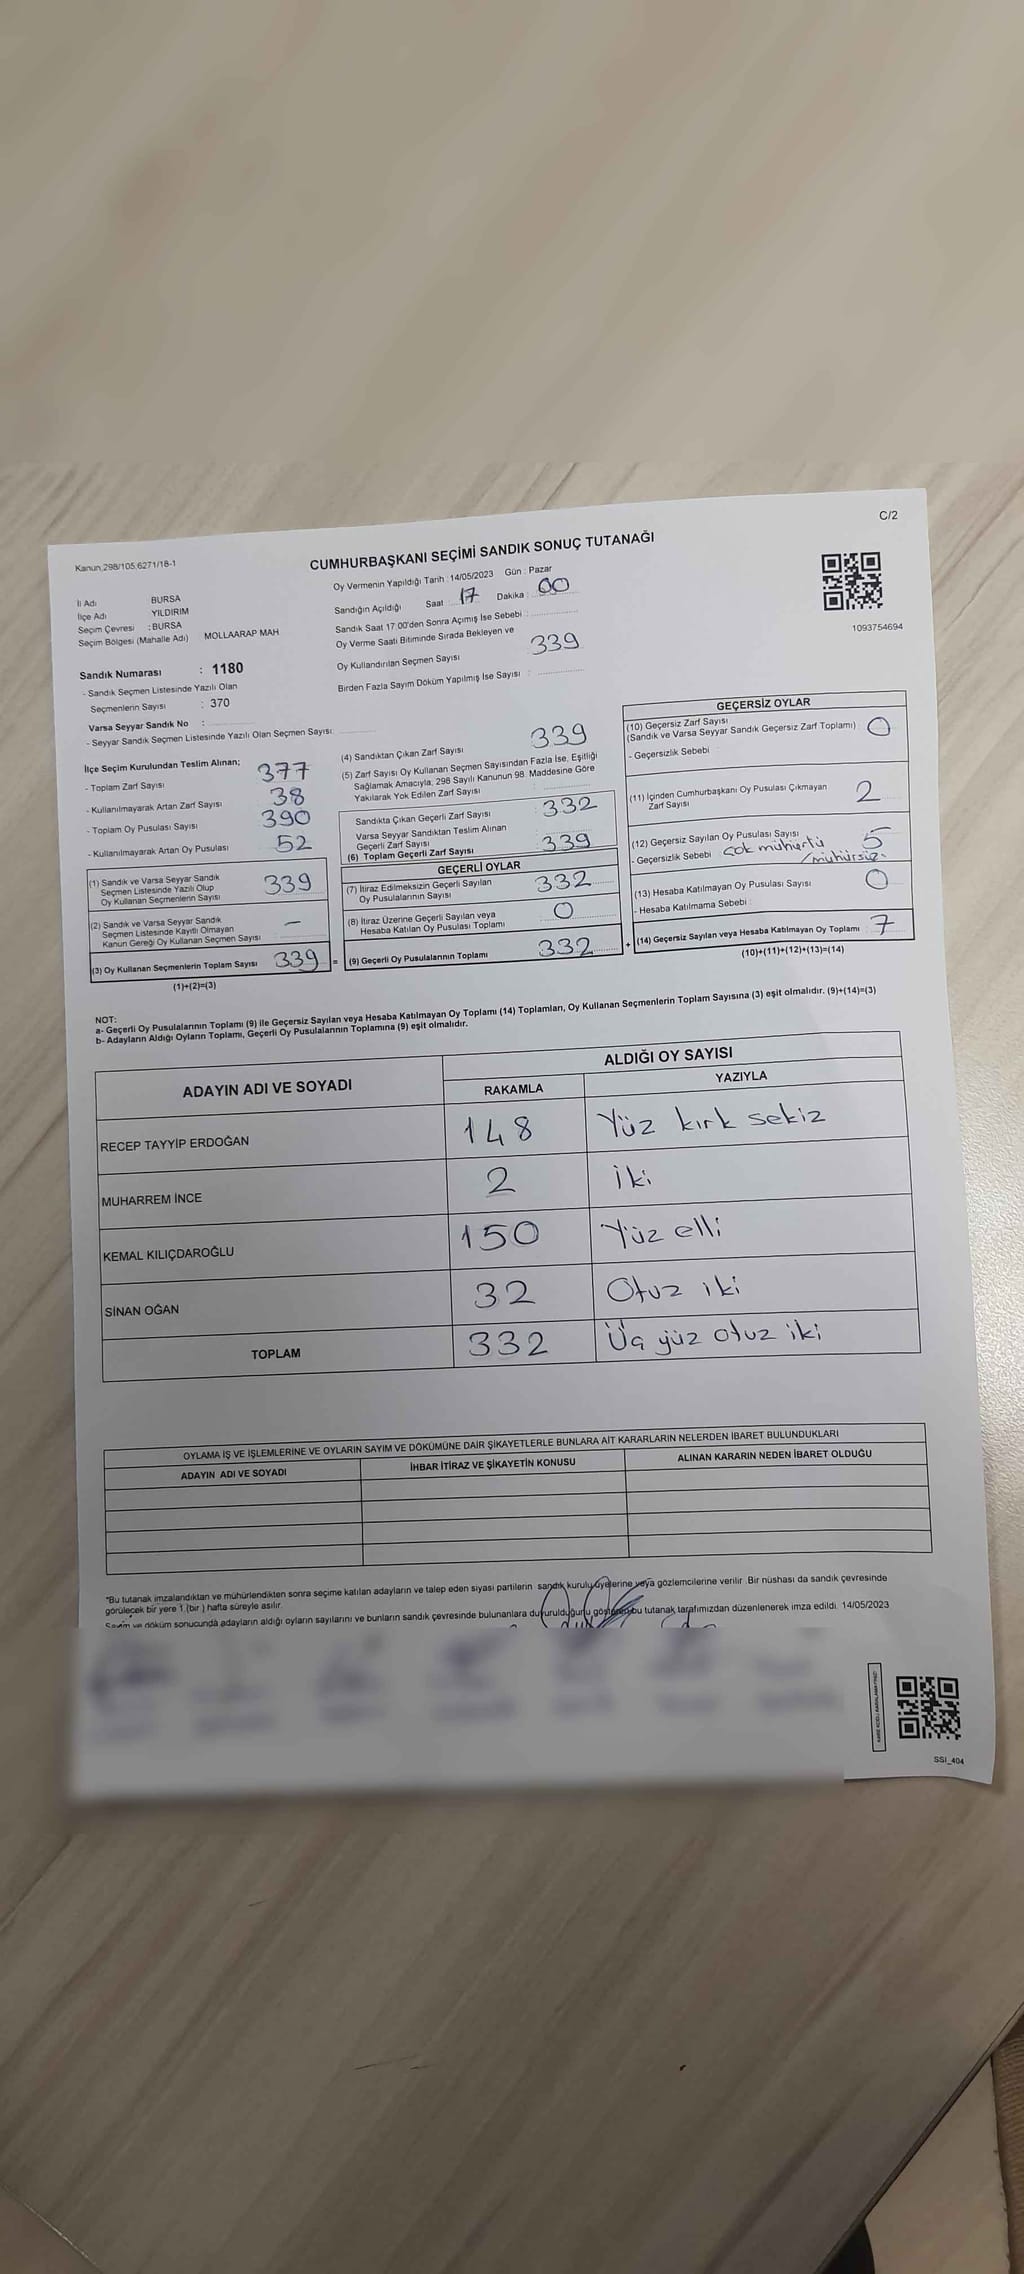 C/2
Kanun,298/105,6271/18-1
CUMHURBAŞKANI SEÇİMİ SANDIK SONUÇ TUTANAĞI
Oy Vermenin Yapıldığı Tarih : 14/05/2023 Gün : Pazar
İl Adı BURSA
İlçe Adı YILDIRIM
Seçim Çevresi : BURSA
Seçim Bölgesi (Mahalle Adı) MOLLAARAP MAH
Sandığın Açıldığı Saat 17 Dakika : 00
Sandık Saat 17:00'den Sonra Açımış İse Sebebi :
Oy Verme Saati Bitiminde Sırada Bekleyen ve
Oy Kullandırılan Seçmen Sayısı 339
Birden Fazla Sayım Döküm Yapılmış İse Sayısı :
1093754694
Sandık Numarası : 1180
- Sandık Seçmen Listesinde Yazılı Olan
Seçmenlerin Sayısı : 370
Varsa Seyyar Sandık No :
- Seyyar Sandık Seçmen Listesinde Yazılı Olan Seçmen Sayısı:
İlçe Seçim Kurulundan Teslim Alınan;
- Toplam Zarf Sayısı 377
- Kullanılmayarak Artan Zarf Sayısı 38
- Toplam Oy Pusulası Sayısı 390
- Kullanılmayarak Artan Oy Pusulası 52
(1) Sandık ve Varsa Seyyar Sandık
Seçmen Listesinde Yazılı Olup
Oy Kullanan Seçmenlerin Sayısı 339
(2) Sandık ve Varsa Seyyar Sandık
Seçmen Listesinde Kayıtlı Olmayan
Kanun Gereği Oy Kullanan Seçmen Sayısı —
(3) Oy Kullanan Seçmenlerin Toplam Sayısı 339 =
(1)+(2)=(3)
(4) Sandıktan Çıkan Zarf Sayısı 339
(5) Zarf Sayısı Oy Kullanan Seçmen Sayısından Fazla İse, Eşitliği
Sağlamak Amacıyla, 298 Sayılı Kanunun 98. Maddesine Göre
Yakılarak Yok Edilen Zarf Sayısı :
Sandıkta Çıkan Geçerli Zarf Sayısı : 332
Varsa Seyyar Sandıktan Teslim Alınan
Geçerli Zarf Sayısı
(6) Toplam Geçerli Zarf Sayısı : 339
GEÇERLİ OYLAR
(7) İtiraz Edilmeksizin Geçerli Sayılan
Oy Pusulalarının Sayısı : 332
(8) İtiraz Üzerine Geçerli Sayılan veya
Hesaba Katılan Oy Pusulası Toplamı : 0
(9) Geçerli Oy Pusulalarının Toplamı : 332 +
GEÇERSİZ OYLAR
(10) Geçersiz Zarf Sayısı
(Sandık ve Varsa Seyyar Sandık Geçersiz Zarf Toplamı) 0
- Geçersizlik Sebebi :
(11) İçinden Cumhurbaşkanı Oy Pusulası Çıkmayan
Zarf Sayısı 2
(12) Geçersiz Sayılan Oy Pusulası Sayısı 5
- Geçersizlik Sebebi Çok mühürlü
/mühürsüz.
(13) Hesaba Katılmayan Oy Pusulası Sayısı 0
- Hesaba Katılmama Sebebi :
(14) Geçersiz Sayılan veya Hesaba Katılmayan Oy Toplamı : 7
(10)+(11)+(12)+(13)=(14)
NOT:
a- Geçerli Oy Pusulalarının Toplamı (9) ile Geçersiz Sayılan veya Hesaba Katılmayan Oy Toplamı (14) Toplamları, Oy Kullanan Seçmenlerin Toplam Sayısına (3) eşit olmalıdır. (9)+(14)=(3)
b- Adayların Aldığı Oyların Toplamı, Geçerli Oy Pusulalarının Toplamına (9) eşit olmalıdır.
ADAYIN ADI VE SOYADI ALDIĞI OY SAYISI
RAKAMLA YAZIYLA
RECEP TAYYİP ERDOĞAN 148 Yüz kırk sekiz
MUHARREM İNCE 2 İki
KEMAL KILIÇDAROĞLU 150 Yüz elli
SİNAN OĞAN 32 Otuz iki
TOPLAM 332 Üç yüz otuz iki
OYLAMA İŞ VE İŞLEMLERİNE VE OYLARIN SAYIM VE DÖKÜMÜNE DAİR ŞİKAYETLERLE BUNLARA AİT KARARLARIN NELERDEN İBARET BULUNDUKLARI
ADAYIN ADI VE SOYADI İHBAR İTİRAZ VE ŞİKAYETİN KONUSU ALINAN KARARIN NEDEN İBARET OLDUĞU
*Bu tutanak imzalandıktan ve mühürlendikten sonra seçime katılan adayların ve talep eden siyasi partilerin sandık kurulu üyelerine veya gözlemcilerine verilir. Bir nüshası da sandık çevresinde
görülecek bir yere 1 (bir ) hafta süreyle asılır.
Sayım ve döküm sonucunda adayların aldığı oyların sayılarını ve bunların sandık çevresinde bulunanlara duyurulduğunu gösteren bu tutanak tarafımızdan düzenlenerek imza edildi. 14/05/2023
SSI_404